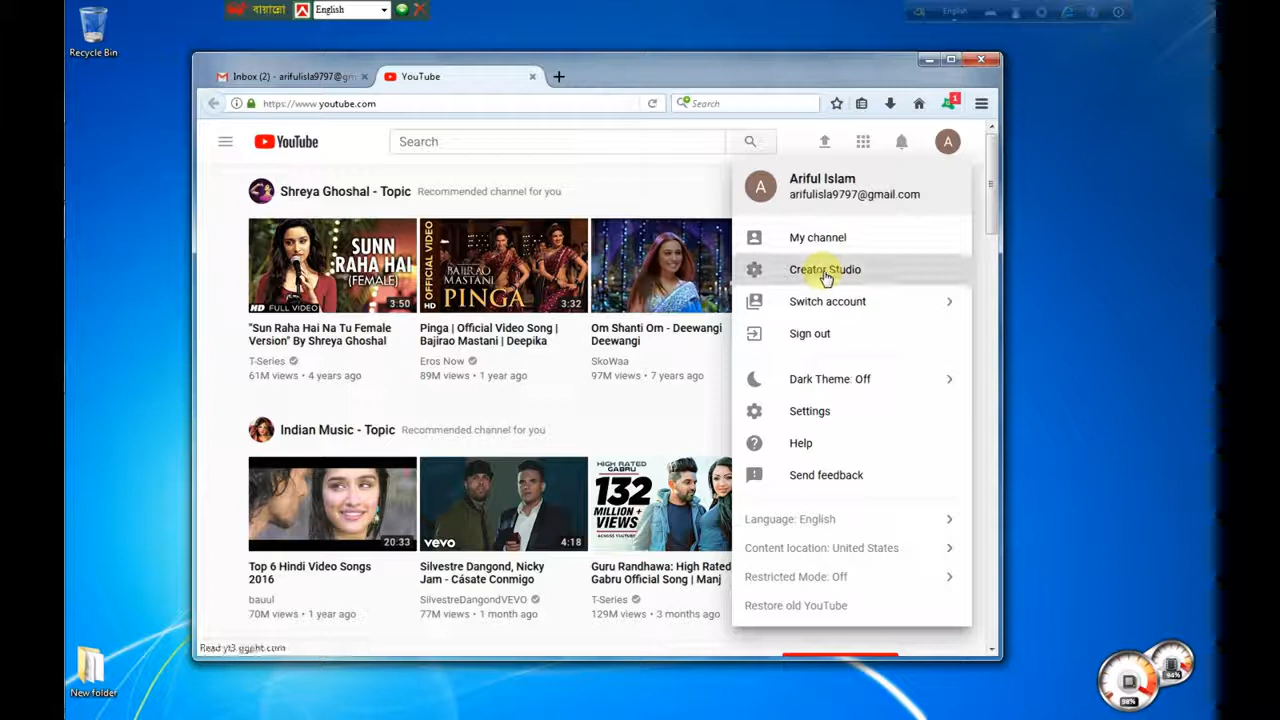 Recycle Bin
বায়ান্নো
English
English
Inbox (2) - arifulisla9797@gm
YouTube
https://www.youtube.com
Search
1
YouTube
Search
A
A
Ariful Islam
arifulisla9797@gmail.com
My channel
Creator Studio
Switch account
Sign out
Dark Theme: Off
Settings
Help
Send feedback
Language: English
Content location: United States
Restricted Mode: Off
Restore old YouTube
Shreya Ghoshal - Topic Recommended channel for you
SUNN
RAHA HAI
(FEMALE)
HD FULL VIDEO
3:50
OFFICIAL VIDEO
BAJIRAO
MASTANI
PINGA
HD
3:32
"Sun Raha Hai Na Tu Female
Version" By Shreya Ghoshal
T-Series
61M views • 4 years ago
Pinga | Official Video Song |
Bajirao Mastani | Deepika
Eros Now
89M views • 1 year ago
Om Shanti Om - Deewangi
Deewangi
SkoWaa
97M views • 7 years ago
Indian Music - Topic Recommended channel for you
20:33
vevo
4:18
HIGH RATED
GABRU
132
MILLION+
VIEWS
ACROSS YOUTUBE
Top 6 Hindi Video Songs
2016
bauul
70M views • 1 year ago
Silvestre Dangond, Nicky
Jam - Cásate Conmigo
SilvestreDangondVEVO
77M views • 1 month ago
Guru Randhawa: High Rated
Gabru Official Song | Manj
T-Series
129M views • 3 months ago
New folder
98%
94%